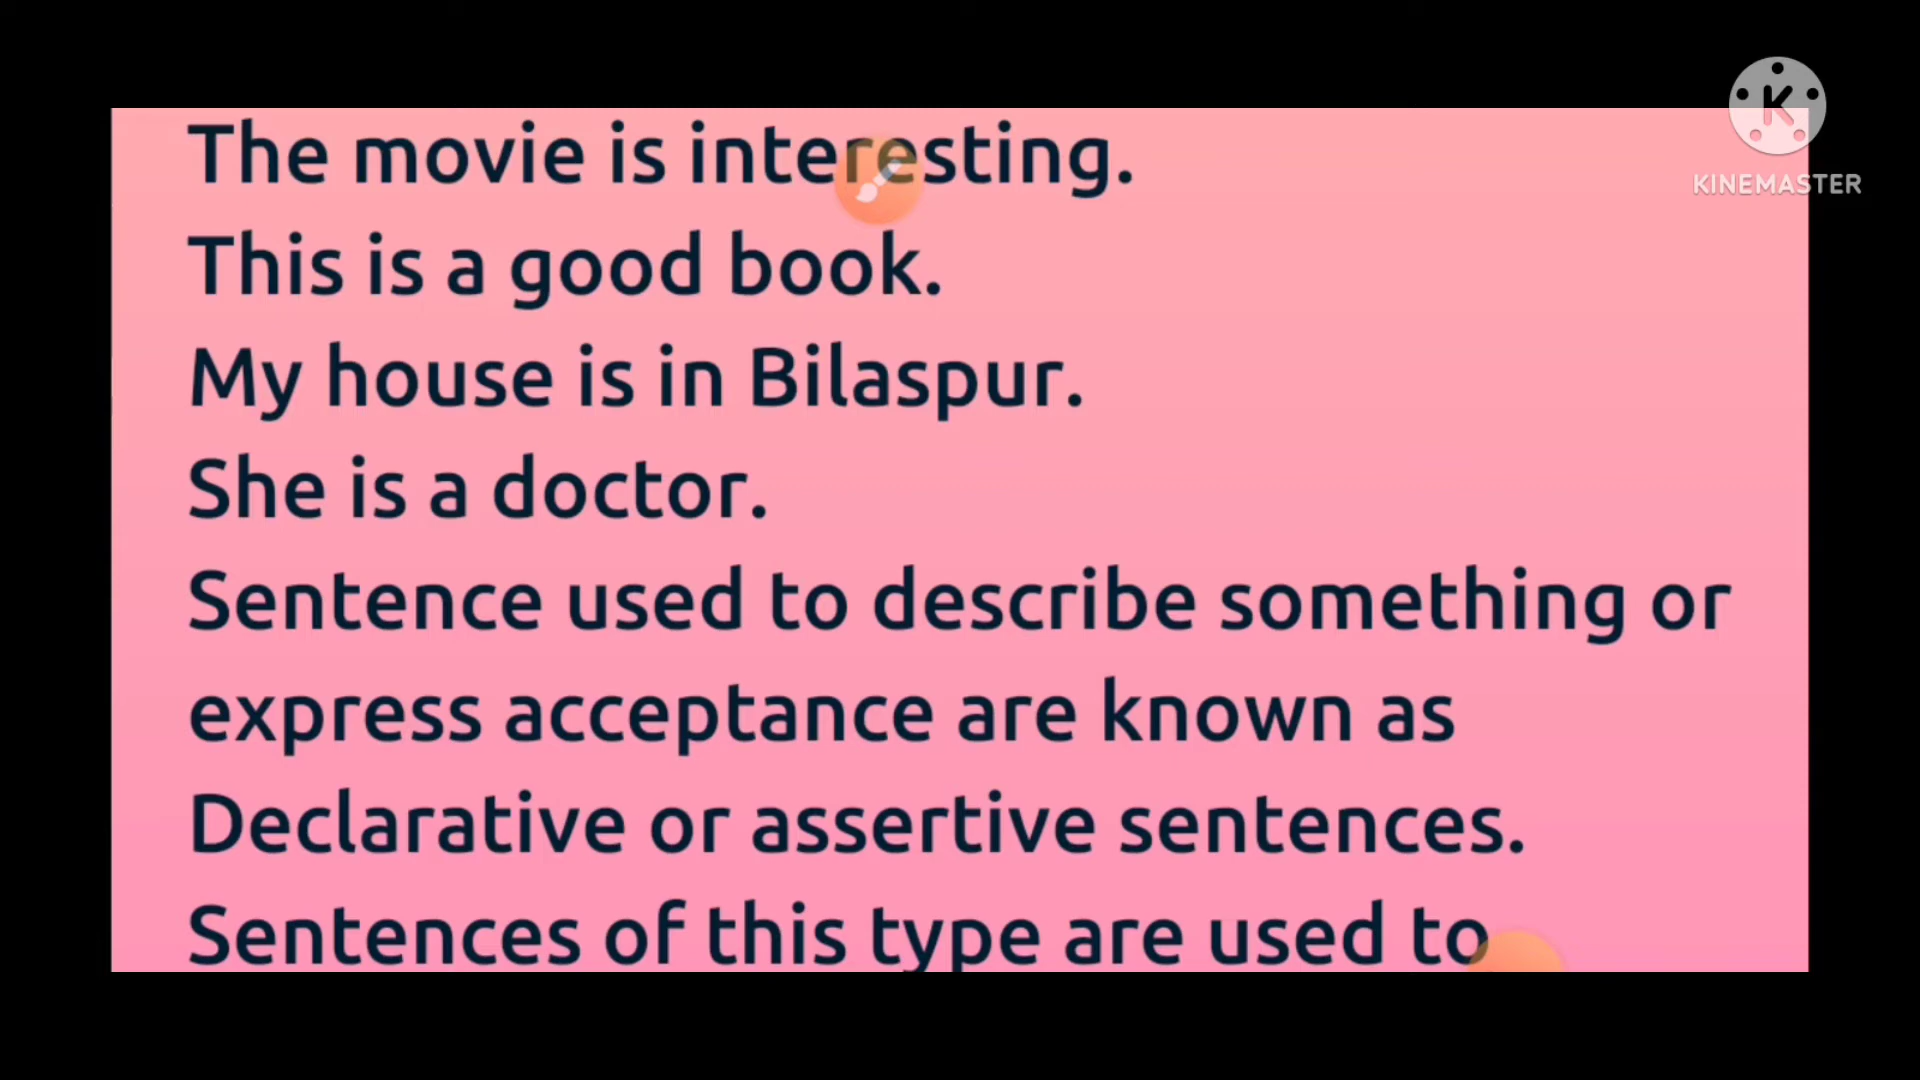 The movie is interesting.
This is a good book.
My house is in Bilaspur.
She is a doctor.
Sentence used to describe something or
express acceptance are known as
Declarative or assertive sentences.
Sentences of this type are used to
K
KINEMASTER